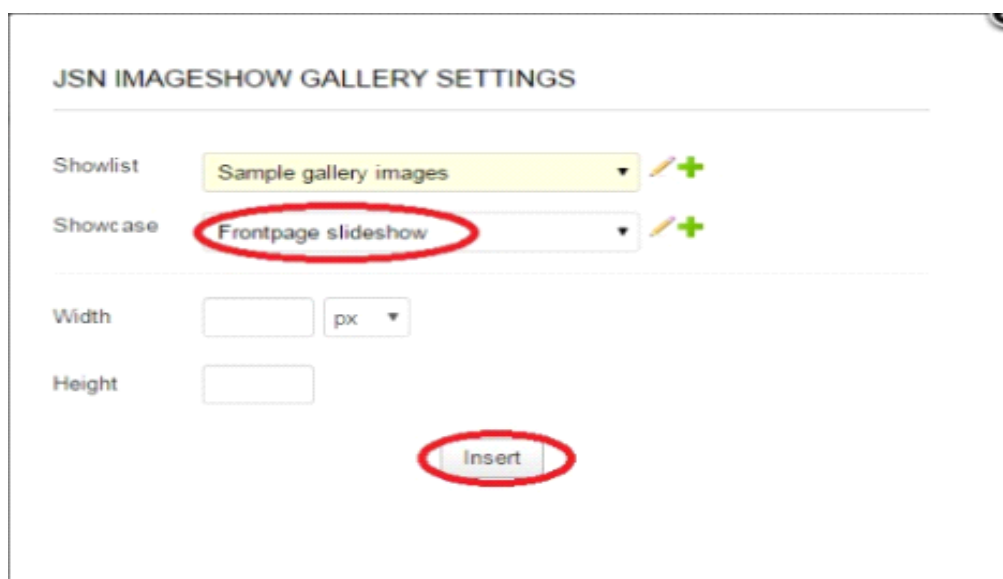 JSN IMAGESHOW GALLERY SETTINGS
Showlist Sample gallery images
Showcase Frontpage slideshow
Width px
Height
Insert